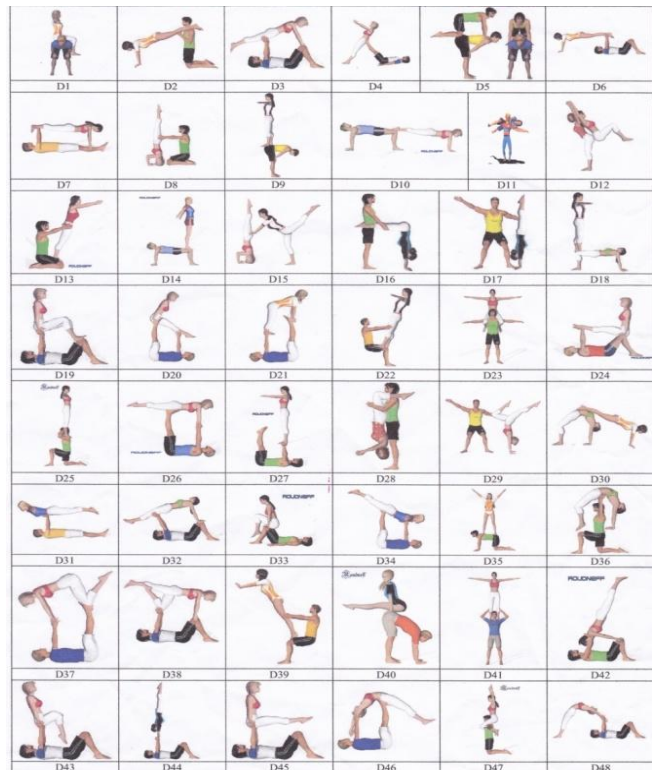 D1 D2 D3 D4 D5 D6
D7 D8 D9 D10 D11 D12
D13 D14 D15 D16 D17 D18
D19 D20 D21 D22 D23 D24
D25 D26 D27 D28 D29 D30
D31 D32 D33 D34 D35 D36
D37 D38 D39 D40 D41 D42
D43 D44 D45 D46 D47 D48